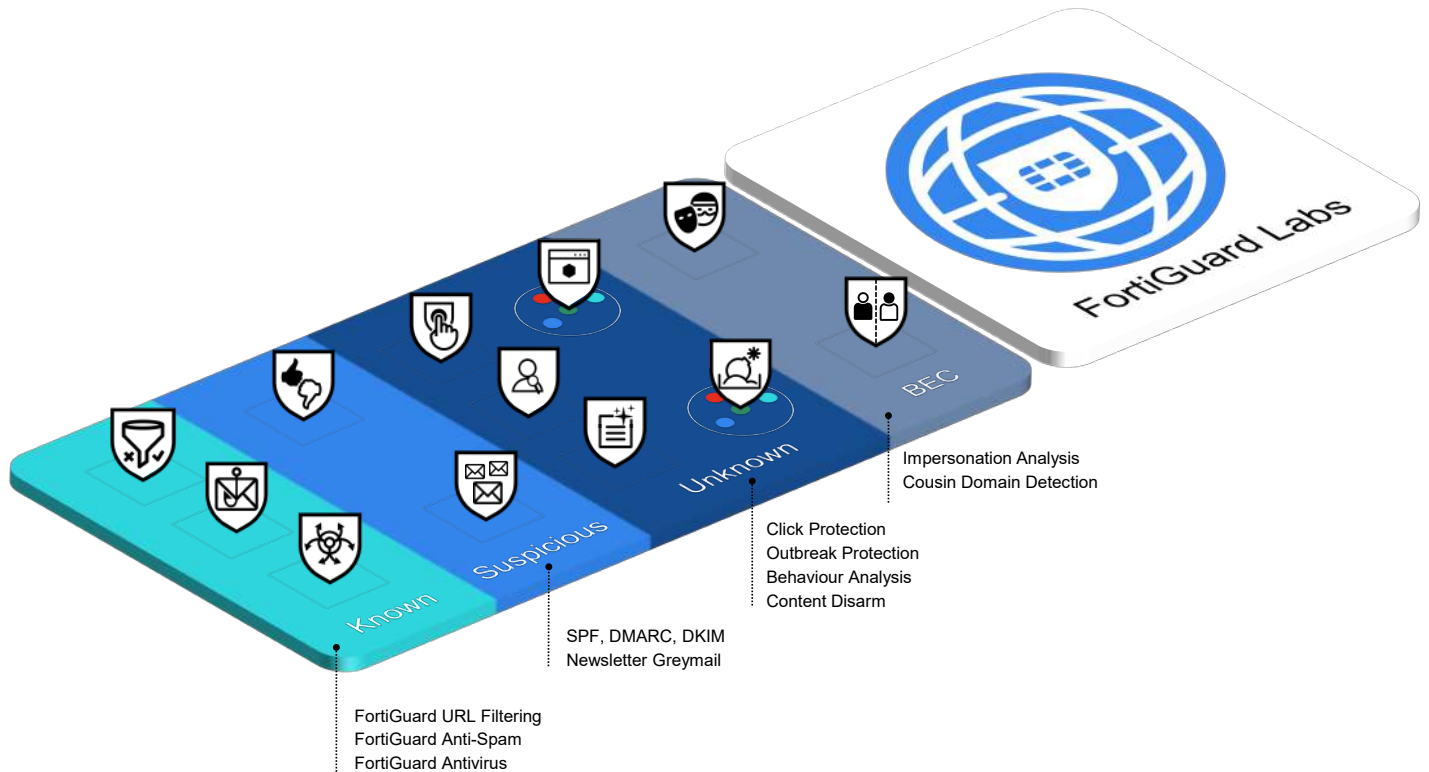 FortiGuard Labs
BEC
Impersonation Analysis
Cousin Domain Detection
Unknown
Click Protection
Outbreak Protection
Behaviour Analysis
Content Disarm
Suspicious
SPF, DMARC, DKIM
Newsletter Greymail
Known
FortiGuard URL Filtering
FortiGuard Anti-Spam
FortiGuard Antivirus